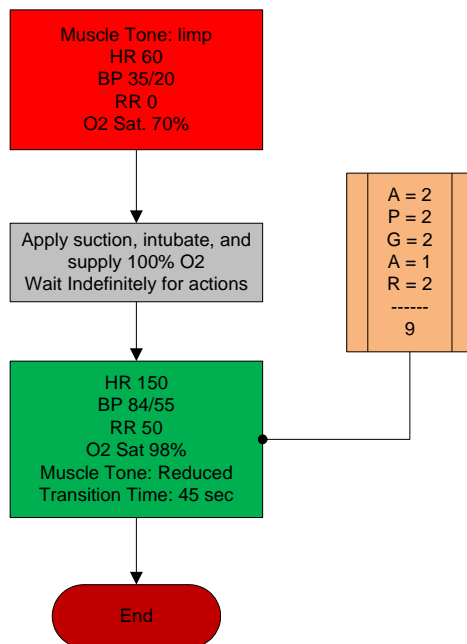 Muscle Tone: limp
HR 60
BP 35/20
RR 0
O2 Sat. 70%
Apply suction, intubate, and
supply 100% O2
Wait Indefinitely for actions
A = 2
P = 2
G = 2
A = 1
R = 2
------
9
HR 150
BP 84/55
RR 50
O2 Sat 98%
Muscle Tone: Reduced
Transition Time: 45 sec
End